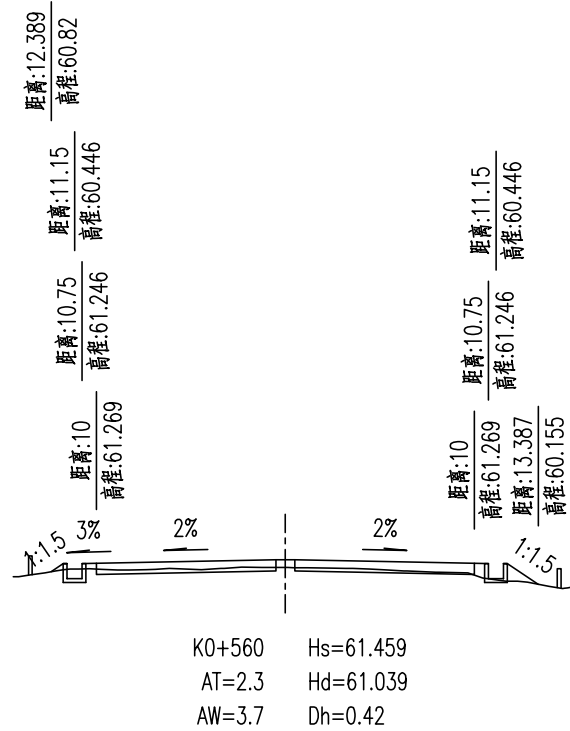 距离:12.389
高程:60.82
距离:11.15
高程:60.446
距离:11.15
高程:60.446
距离:10.75
高程:61.246
距离:10.75
高程:61.246
距离:10
高程:61.269
距离:10
高程:61.269
距离:13.387
高程:60.155
1:1.5
3%
2%
2%
1:1.5
K0+560 Hs=61.459
AT=2.3 Hd=61.039
AW=3.7 Dh=0.42